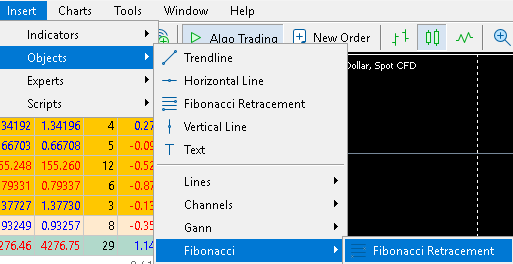 Insert Charts Tools Window Help
Indicators
Algo Trading New Order
Objects
Trendline
Dollar, Spot CFD
Experts
Horizontal Line
Scripts
Fibonacci Retracement
34192 1.34196 4 0.27
Vertical Line
66703 0.66708 5 -0.09
Text
55.248 155.260 12 -0.52
79331 0.79337 6 -0.87
Lines
37727 1.37730 3 -0.13
Channels
93249 0.93257 8 -0.35
Gann
276.46 4276.75 29 1.14
Fibonacci Fibonacci Retracement